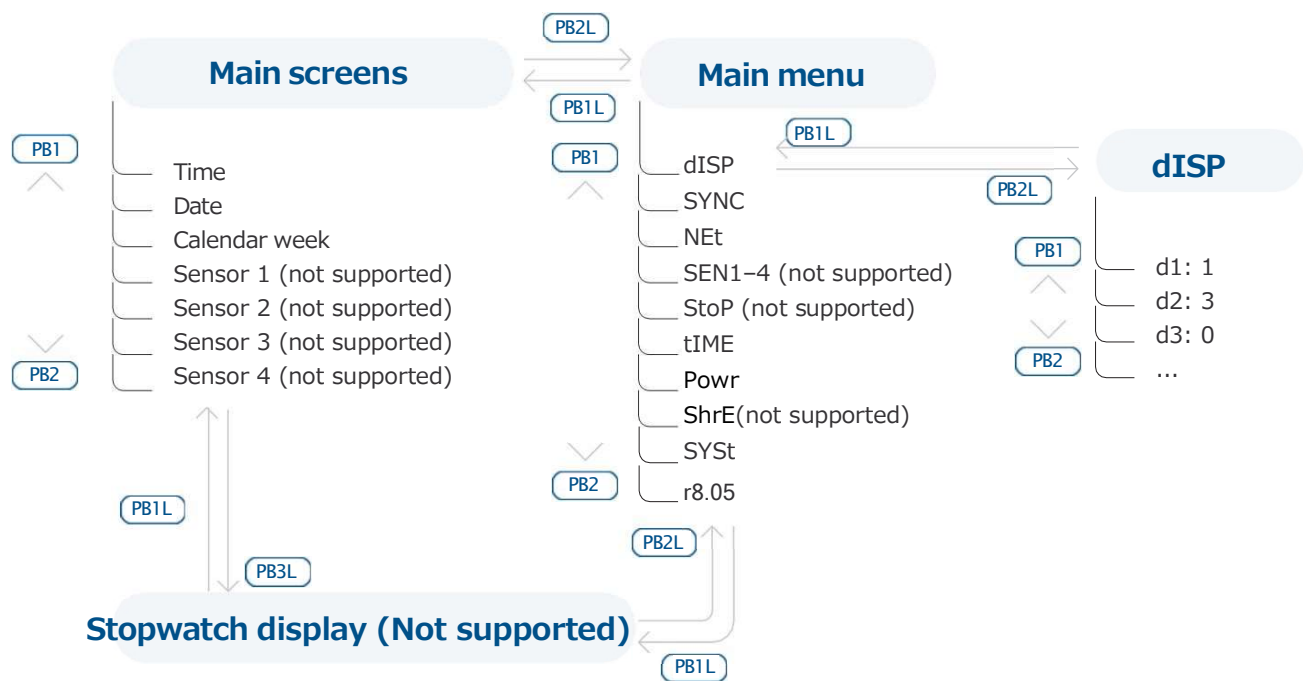 PB2L
Main screens
Main menu
PB1L
PB1
Time
Date
Calendar week
Sensor 1 (not supported)
Sensor 2 (not supported)
Sensor 3 (not supported)
Sensor 4 (not supported)
PB2
PB1
dISP
SYNC
NEt
SEN1–4 (not supported)
StoP (not supported)
tIME
Powr
ShrE(not supported)
SYSt
r8.05
PB2
PB1L
PB2L
dISP
PB1
d1: 1
d2: 3
d3: 0
...
PB2
PB1L
PB3L
PB2L
Stopwatch display (Not supported)
PB1L